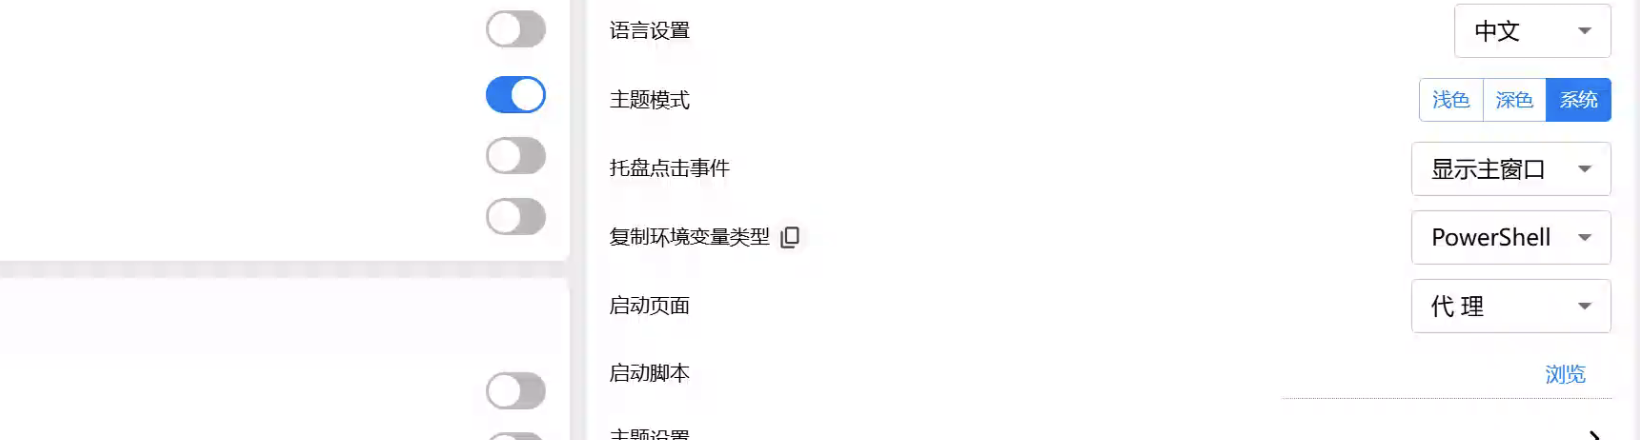 语言设置 中文
主题模式 浅色 深色 系统
托盘点击事件 显示主窗口
复制环境变量类型 PowerShell
启动页面 代 理
启动脚本 浏览
主题设置